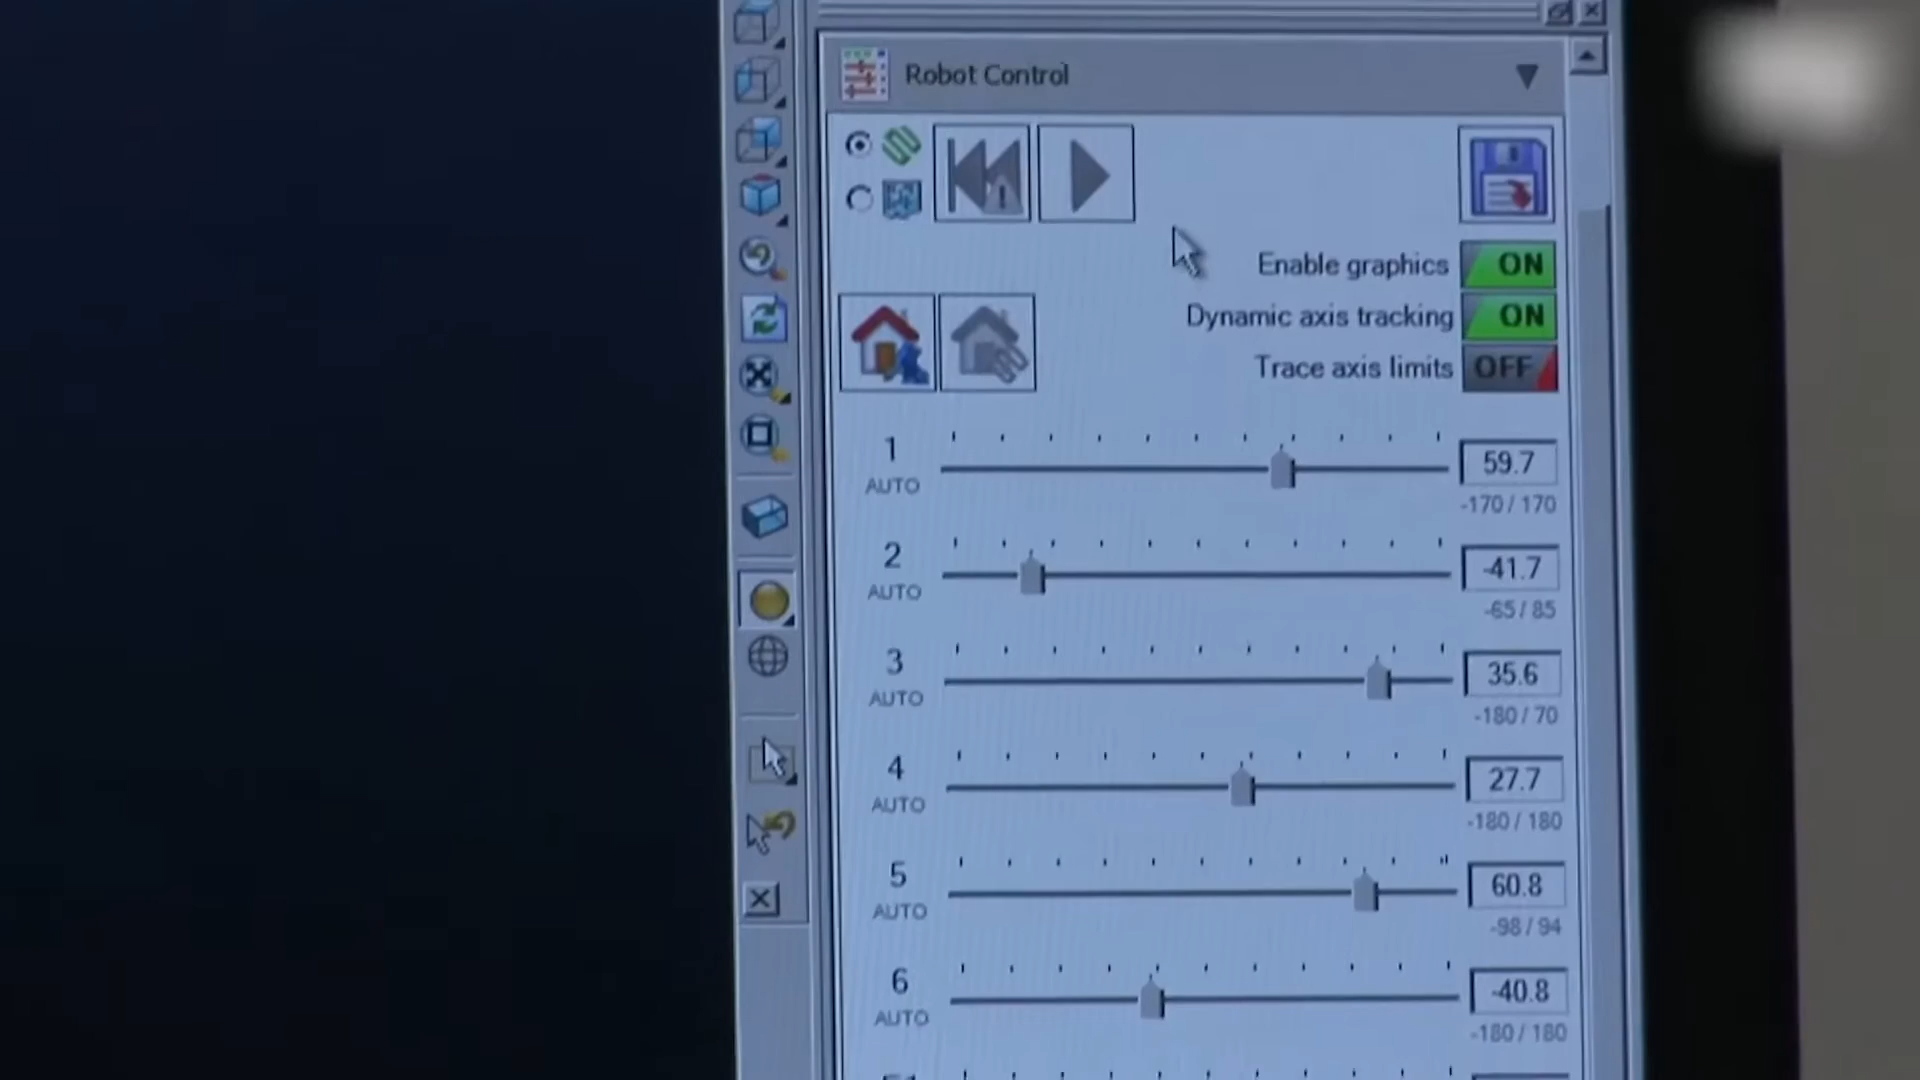 Robot Control
Enable graphics ON
Dynamic axis tracking ON
Trace axis limits OFF
1
AUTO
59.7
-170 / 170
2
AUTO
-41.7
-65 / 85
3
AUTO
35.6
-180 / 70
4
AUTO
27.7
-180 / 180
5
AUTO
60.8
-98 / 94
6
AUTO
-40.8
-180 / 180